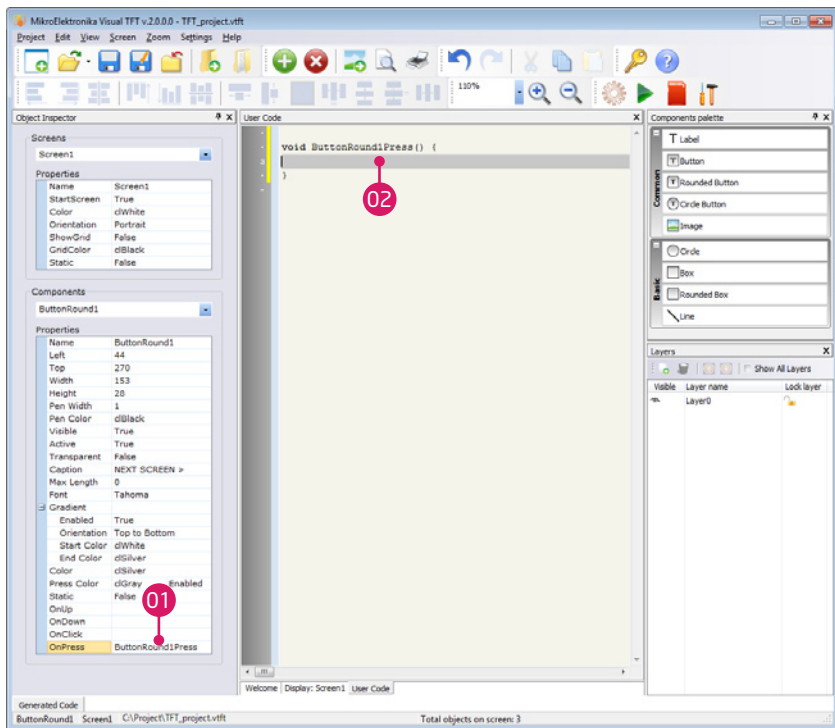 MikroElektronika Visual TFT v.2.0.0.0 - TFT_project.vtft
Project Edit View Screen Zoom Settings Help
110%
Object Inspector
Screens
Screen1
Properties
Name Screen1
StartScreen True
Color clWhite
Orientation Portrait
ShowGrid False
GridColor clBlack
Static False
Components
ButtonRound1
Properties
Name ButtonRound1
Left 44
Top 270
Width 153
Height 28
Pen Width 1
Pen Color clBlack
Visible True
Active True
Transparent False
Caption NEXT SCREEN >
Max Length 0
Font Tahoma
Gradient
Enabled True
Orientation Top to Bottom
Start Color clWhite
End Color clSilver
Color clSilver
Press Color clGray Enabled
Static False
OnUp
OnDown
OnClick
OnPress ButtonRound1Press
01
User Code
void ButtonRound1Press() {
}
02
Welcome Display: Screen1 User Code
Components palette
Common
T Label
T Button
T Rounded Button
T Circle Button
Image
Basic
Circle
Box
Rounded Box
Line
Layers
Show All Layers
Visible Layer name Lock layer
Layer0
Generated Code
ButtonRound1 Screen1 C:\Project\TFT_project.vtft Total objects on screen: 3